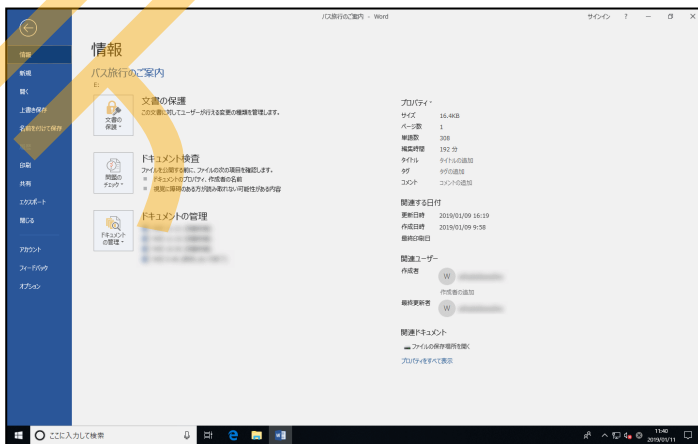 バス旅行のご案内 - Word
サインイン ?
情報
新規
開く
上書き保存
名前を付けて保存
印刷
共有
エクスポート
閉じる
アカウント
フィードバック
オプション
情報
バス旅行のご案内
E:
文書の保護
文書の保護
この文書に対してユーザーが行える変更の種類を管理します。
問題のチェック
ドキュメント検査
ファイルを公開する前に、ファイルの次の項目を確認します。
ドキュメントのプロパティ、作成者の名前
視覚に障碍のある方が読み取れない可能性がある内容
ドキュメントの管理
ドキュメントの管理
プロパティ
サイズ 16.4KB
ページ数 1
単語数 308
編集時間 192 分
タイトル タイトルの追加
タグ タグの追加
コメント コメントの追加
関連する日付
更新日時 2019/01/09 16:19
作成日時 2019/01/09 9:58
最終印刷日
関連ユーザー
作成者 W
作成者の追加
最終更新者 W
関連ドキュメント
ファイルの保存場所を開く
プロパティをすべて表示
ここに入力して検索
11:40
2019/01/11